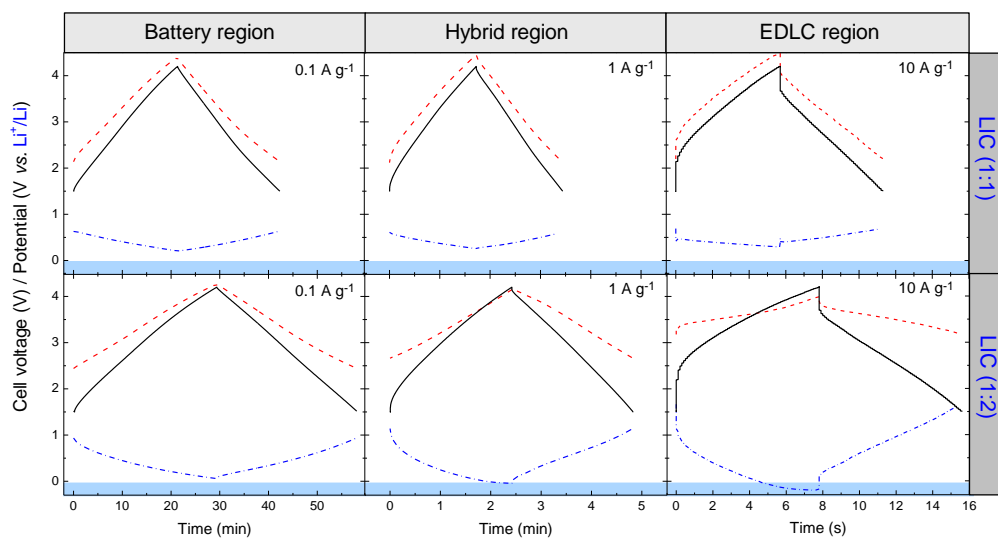 Battery region
Hybrid region
EDLC region
Cell voltage (V) / Potential (V vs. Li⁺/Li)
4
3
2
1
0
0.1 A g⁻¹
1 A g⁻¹
10 A g⁻¹
LIC (1:1)
4
3
2
1
0
0.1 A g⁻¹
1 A g⁻¹
10 A g⁻¹
LIC (1:2)
0 10 20 30 40 50
0 1 2 3 4 5
0 2 4 6 8 10 12 14 16
Time (min)
Time (min)
Time (s)